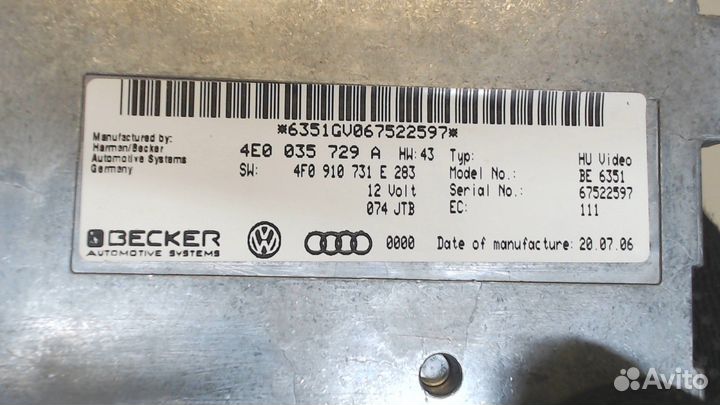 *6351GV067522597*
Manufactured by:
Harman/Becker
Automotive Systems
Germany
4E0 035 729 A HW: 43
SW: 4F0 910 731 E 283
12 Volt
074 JTB
Typ: HU Video
Model No.: BE 6351
Serial No.: 67522597
EC: 111
BECKER
AUTOMOTIVE SYSTEMS
0000
Date of manufacture: 20.07.06
Avito